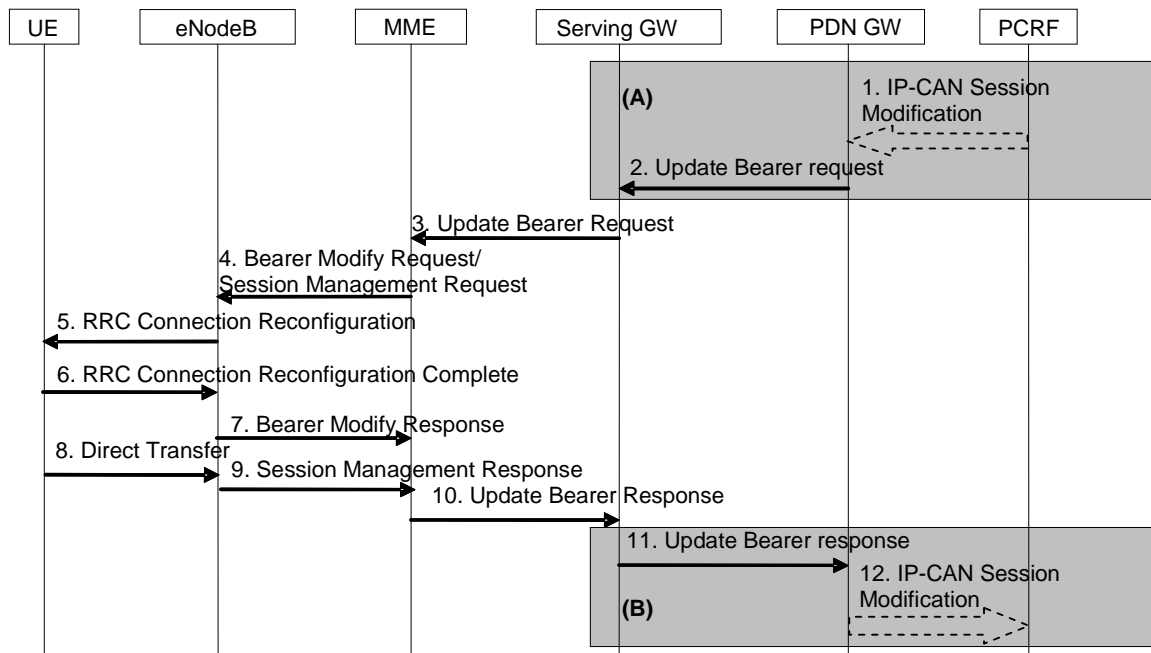 UE eNodeB MME Serving GW PDN GW PCRF
(A)
1. IP-CAN Session
Modification
2. Update Bearer request
3. Update Bearer Request
4. Bearer Modify Request/
Session Management Request
5. RRC Connection Reconfiguration
6. RRC Connection Reconfiguration Complete
7. Bearer Modify Response
8. Direct Transfer
9. Session Management Response
10. Update Bearer Response
11. Update Bearer response
12. IP-CAN Session
Modification
(B)